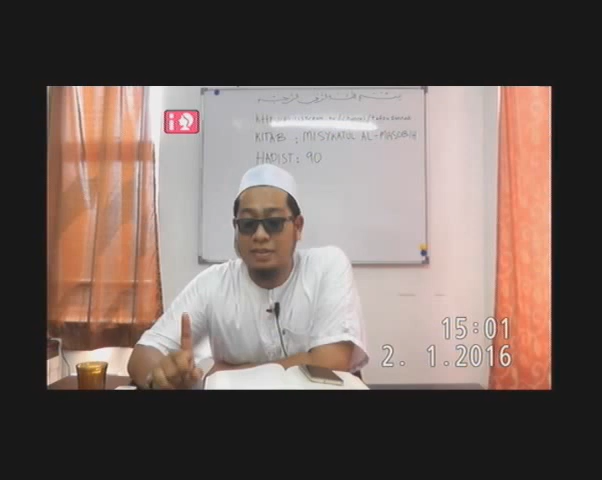 بسم الله الرحمن الرحيم
KITAB : MISYKATUL AL-MASOBIH
HADIST : 90
15:01
2. 1.2016